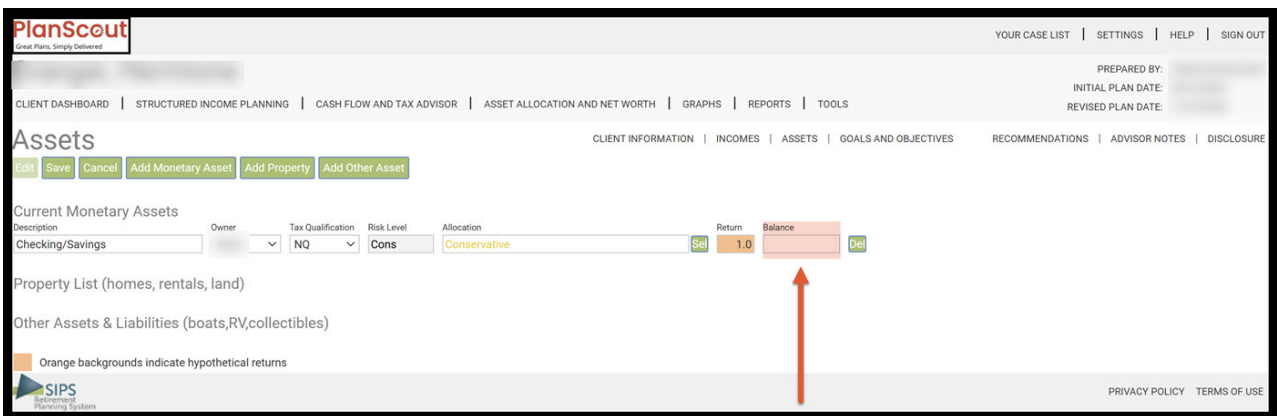 PlanScout
Great Plans, Simply Delivered
YOUR CASE LIST | SETTINGS | HELP | SIGN OUT
PREPARED BY:
INITIAL PLAN DATE:
REVISED PLAN DATE:
CLIENT DASHBOARD | STRUCTURED INCOME PLANNING | CASH FLOW AND TAX ADVISOR | ASSET ALLOCATION AND NET WORTH | GRAPHS | REPORTS | TOOLS
Assets
CLIENT INFORMATION | INCOMES | ASSETS | GOALS AND OBJECTIVES RECOMMENDATIONS | ADVISOR NOTES | DISCLOSURE
Edit Save Cancel Add Monetary Asset Add Property Add Other Asset
Current Monetary Assets
Description Owner Tax Qualification Risk Level Allocation Return Balance
Checking/Savings NQ Cons Conservative Sel 1.0 Del
Property List (homes, rentals, land)
Other Assets & Liabilities (boats,RV,collectibles)
Orange backgrounds indicate hypothetical returns
SIPS
Retirement
Planning System
PRIVACY POLICY TERMS OF USE